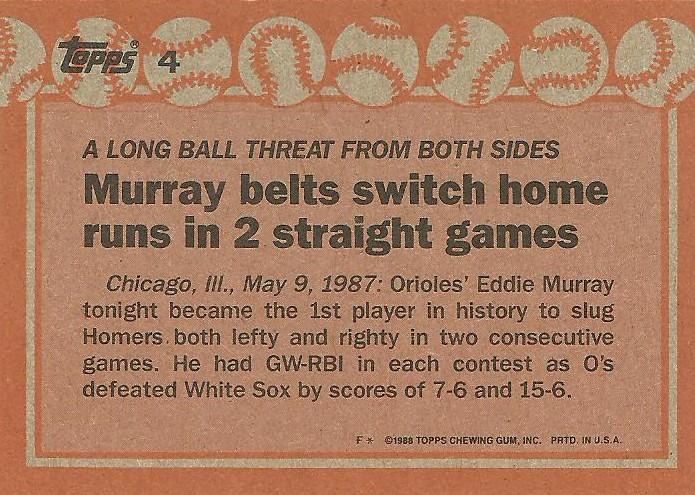 Topps® 4
A LONG BALL THREAT FROM BOTH SIDES
Murray belts switch home
runs in 2 straight games
Chicago, Ill., May 9, 1987: Orioles' Eddie Murray
tonight became the 1st player in history to slug
Homers both lefty and righty in two consecutive
games. He had GW-RBI in each contest as O's
defeated White Sox by scores of 7-6 and 15-6.
F * ©1988 TOPPS CHEWING GUM, INC. PRTD. IN U.S.A.